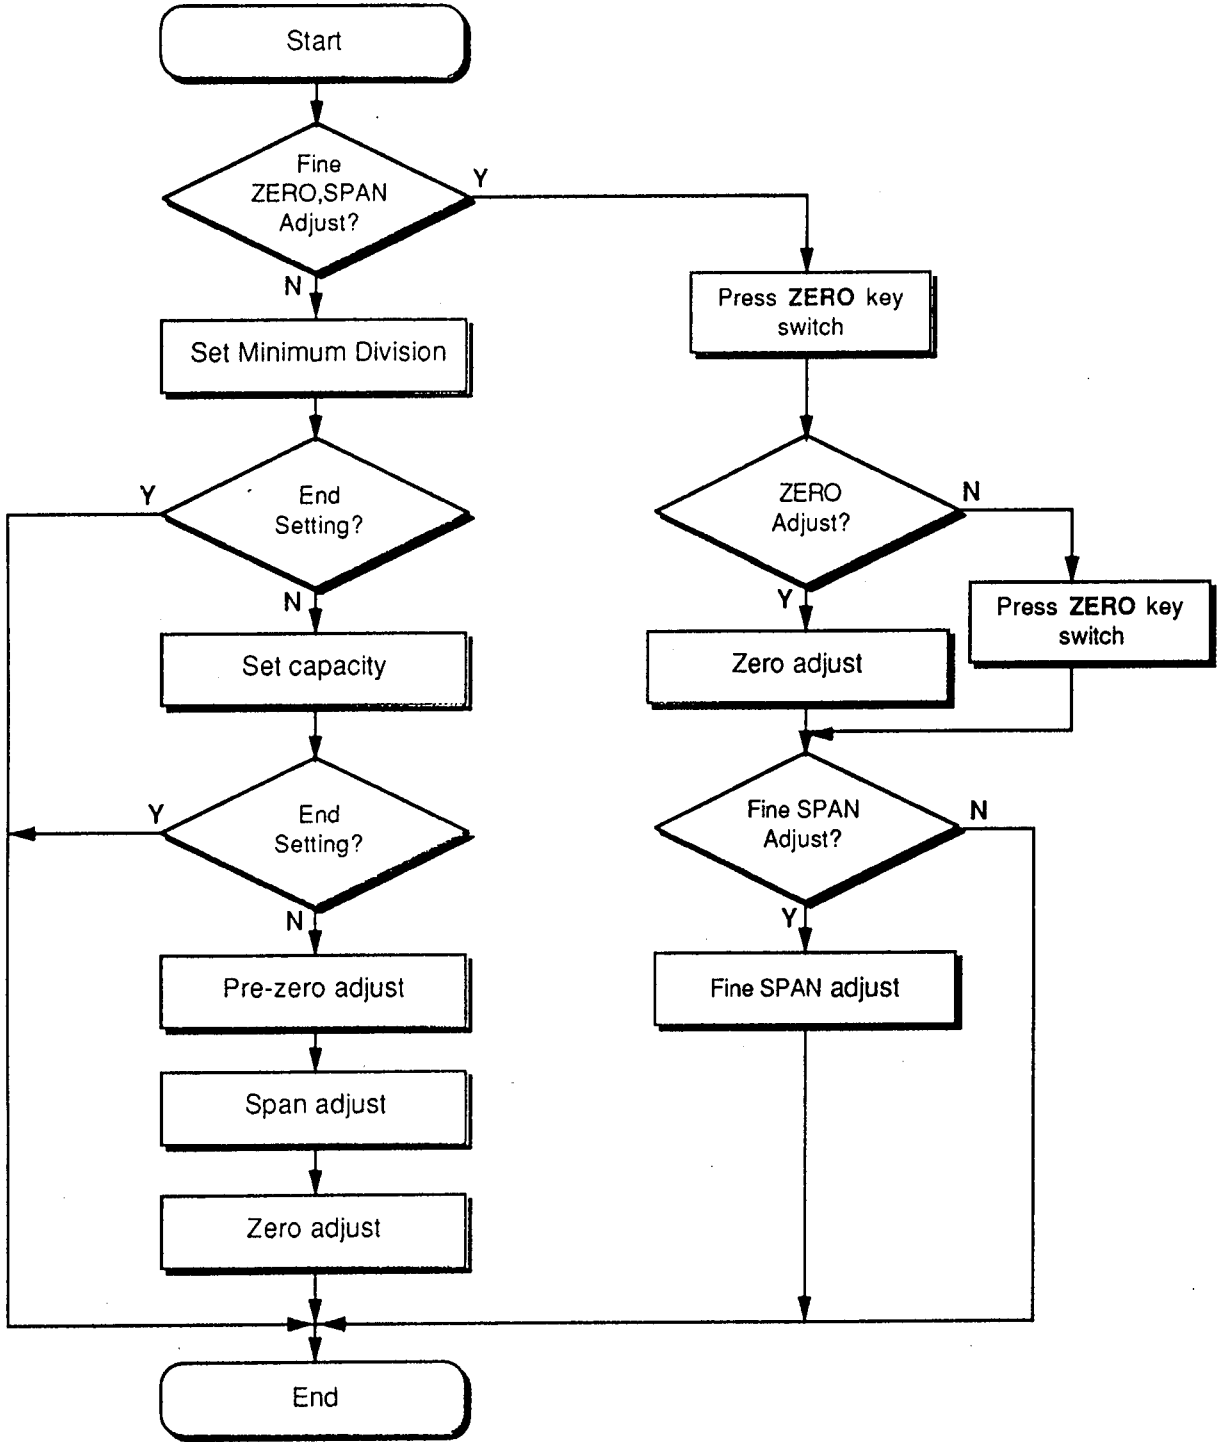 Start
Fine
ZERO,SPAN
Adjust?
Y
N
Set Minimum Division
End
Setting?
Y
N
Set capacity
End
Setting?
Y
N
Pre-zero adjust
Span adjust
Zero adjust
End
Press ZERO key
switch
ZERO
Adjust?
N
Y
Press ZERO key
switch
Zero adjust
Fine SPAN
Adjust?
N
Y
Fine SPAN adjust